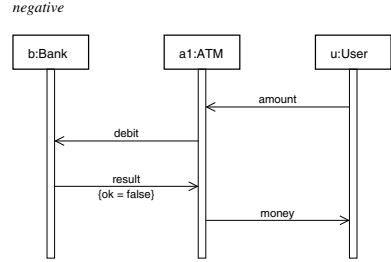 negative
b:Bank
a1:ATM
u:User
amount
debit
result
{ok = false}
money